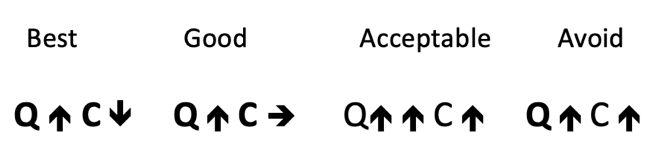 Best Good Acceptable Avoid
Q ↑ C ↓ Q ↑ C → Q ↑ ↑ C ↑ Q ↑ C ↑